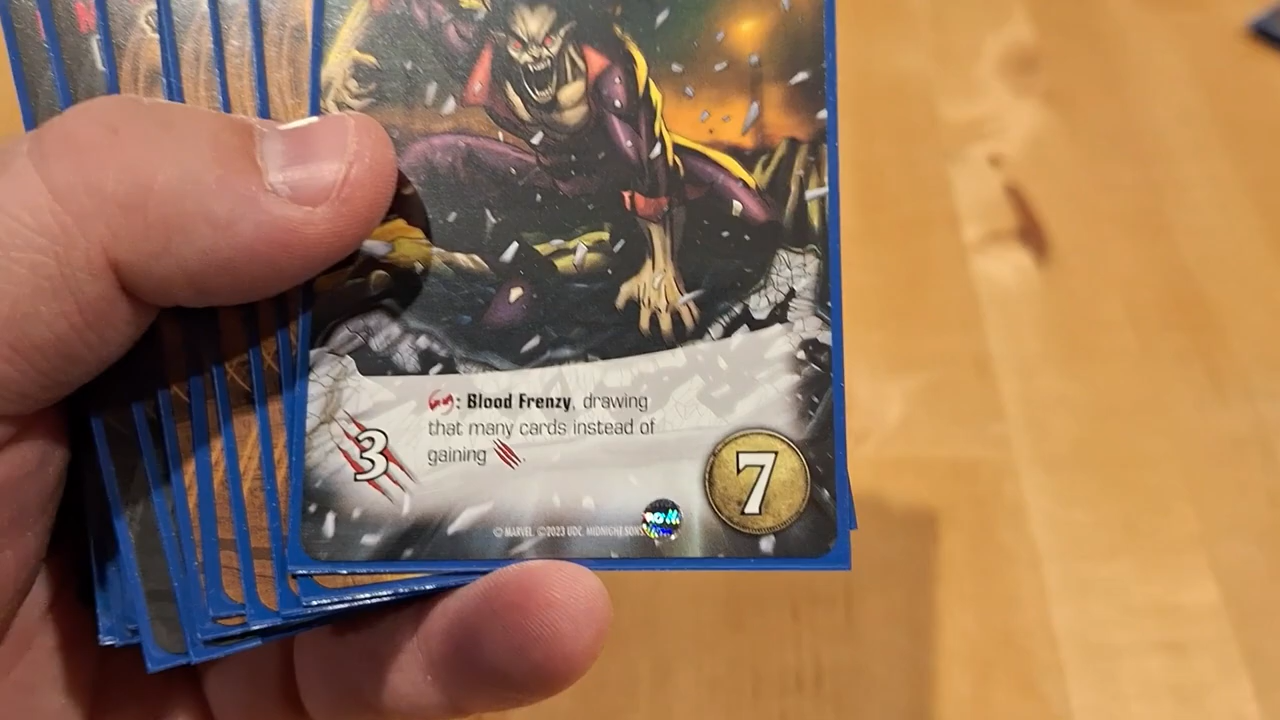 : Blood Frenzy, drawing
that many cards instead of
gaining .
3
7
© MARVEL. ©2023 UDC. MIDNIGHT SONS